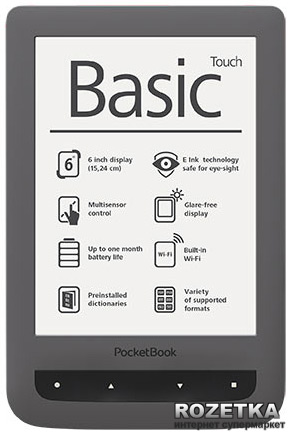 Touch
Basic
6"
6 inch display
(15,24 cm)
E Ink technology
safe for eye-sight
Multisensor
control
Glare-free
display
Up to one month
battery life
Wi-Fi
Built-in
Wi-Fi
Preinstalled
dictionaries
Variety
of supported
formats
PocketBook
ROZETKA
интернет супермаркет